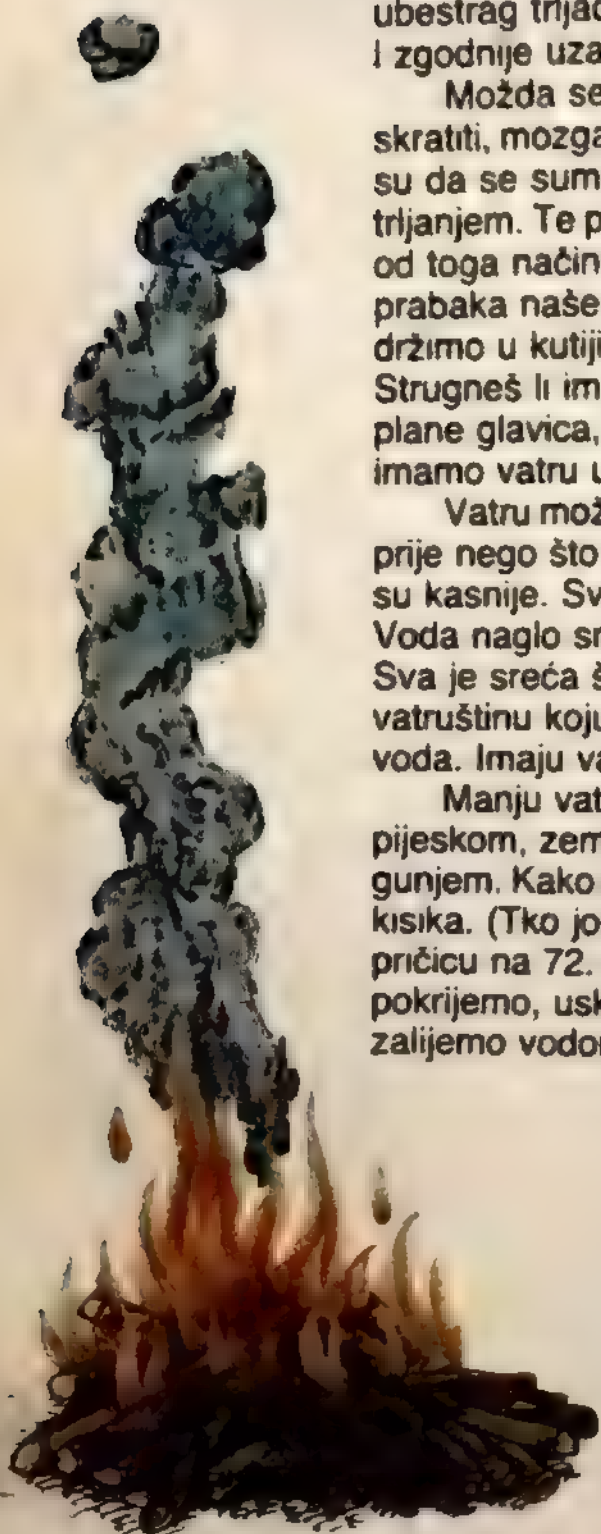 ubestrag trljac
I zgodnije uza
Možda se
skratiti, mozga
su da se sum
trljanjem. Te p
od toga način
prabaka naše
držimo u kutiji
Strugneš li im
plane glavica,
imamo vatru u
Vatru mož
prije nego što
su kasnije. Sv
Voda naglo sr
Sva je sreća š
vatruštinu koju
voda. Imaju va
Manju vat
pijeskom, zem
gunjem. Kako
kisika. (Tko jo
pričicu na 72.
pokrijemo, usk
zalijemo vodo